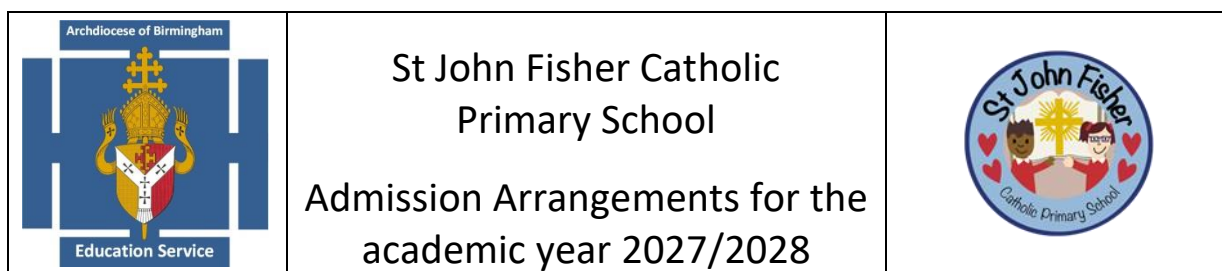 Archdiocese of Birmingham
Education Service
St John Fisher Catholic
Primary School
Admission Arrangements for the
academic year 2027/2028
St John Fisher
Catholic Primary School